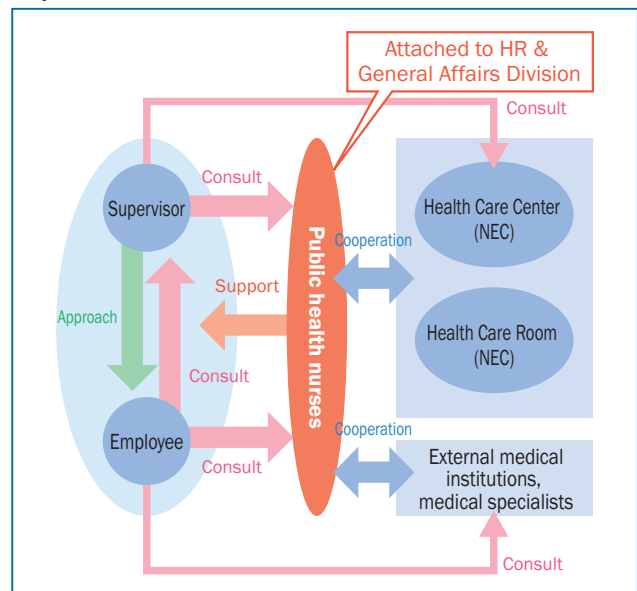 Attached to HR &
General Affairs Division
Consult
Consult
Supervisor
Health Care Center
(NEC)
Cooperation
Public health nurses
Support
Approach
Health Care Room
(NEC)
Consult
Cooperation
Employee
Consult
External medical
institutions,
medical specialists
Consult